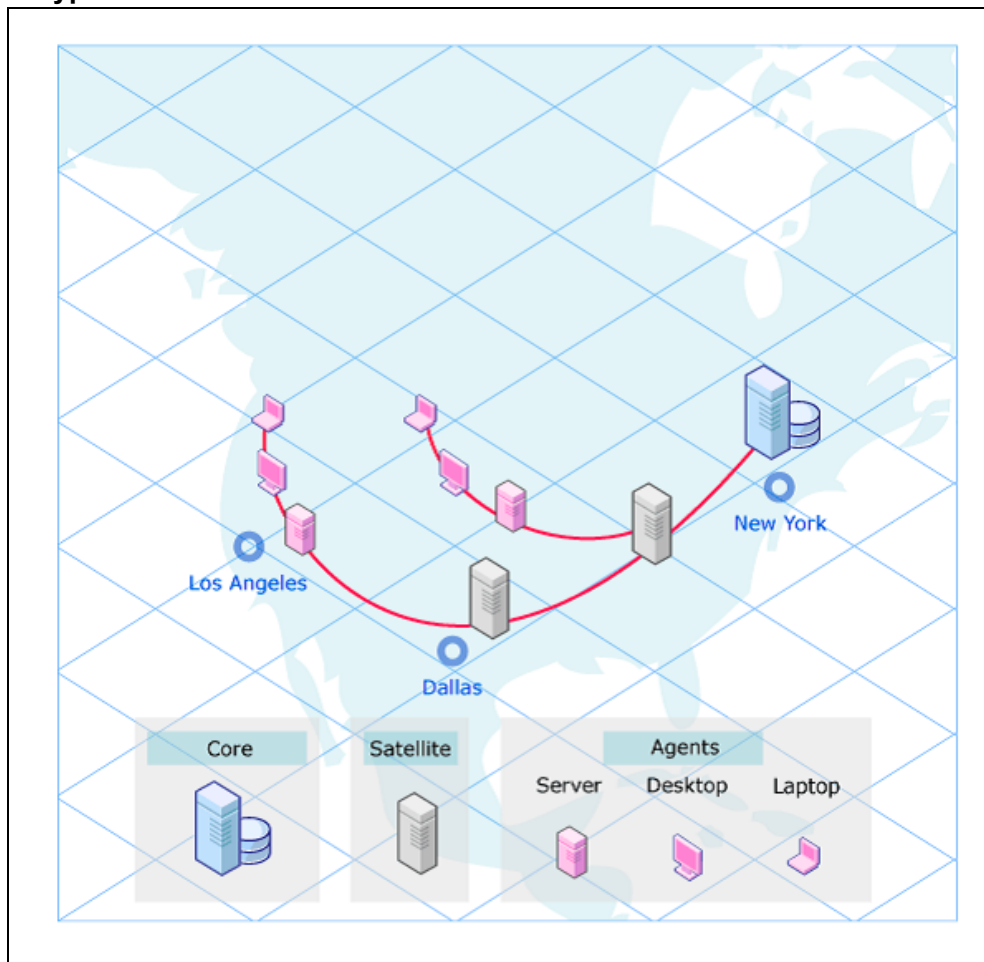 New York
Los Angeles
Dallas
Core
Satellite
Agents
Server
Desktop
Laptop